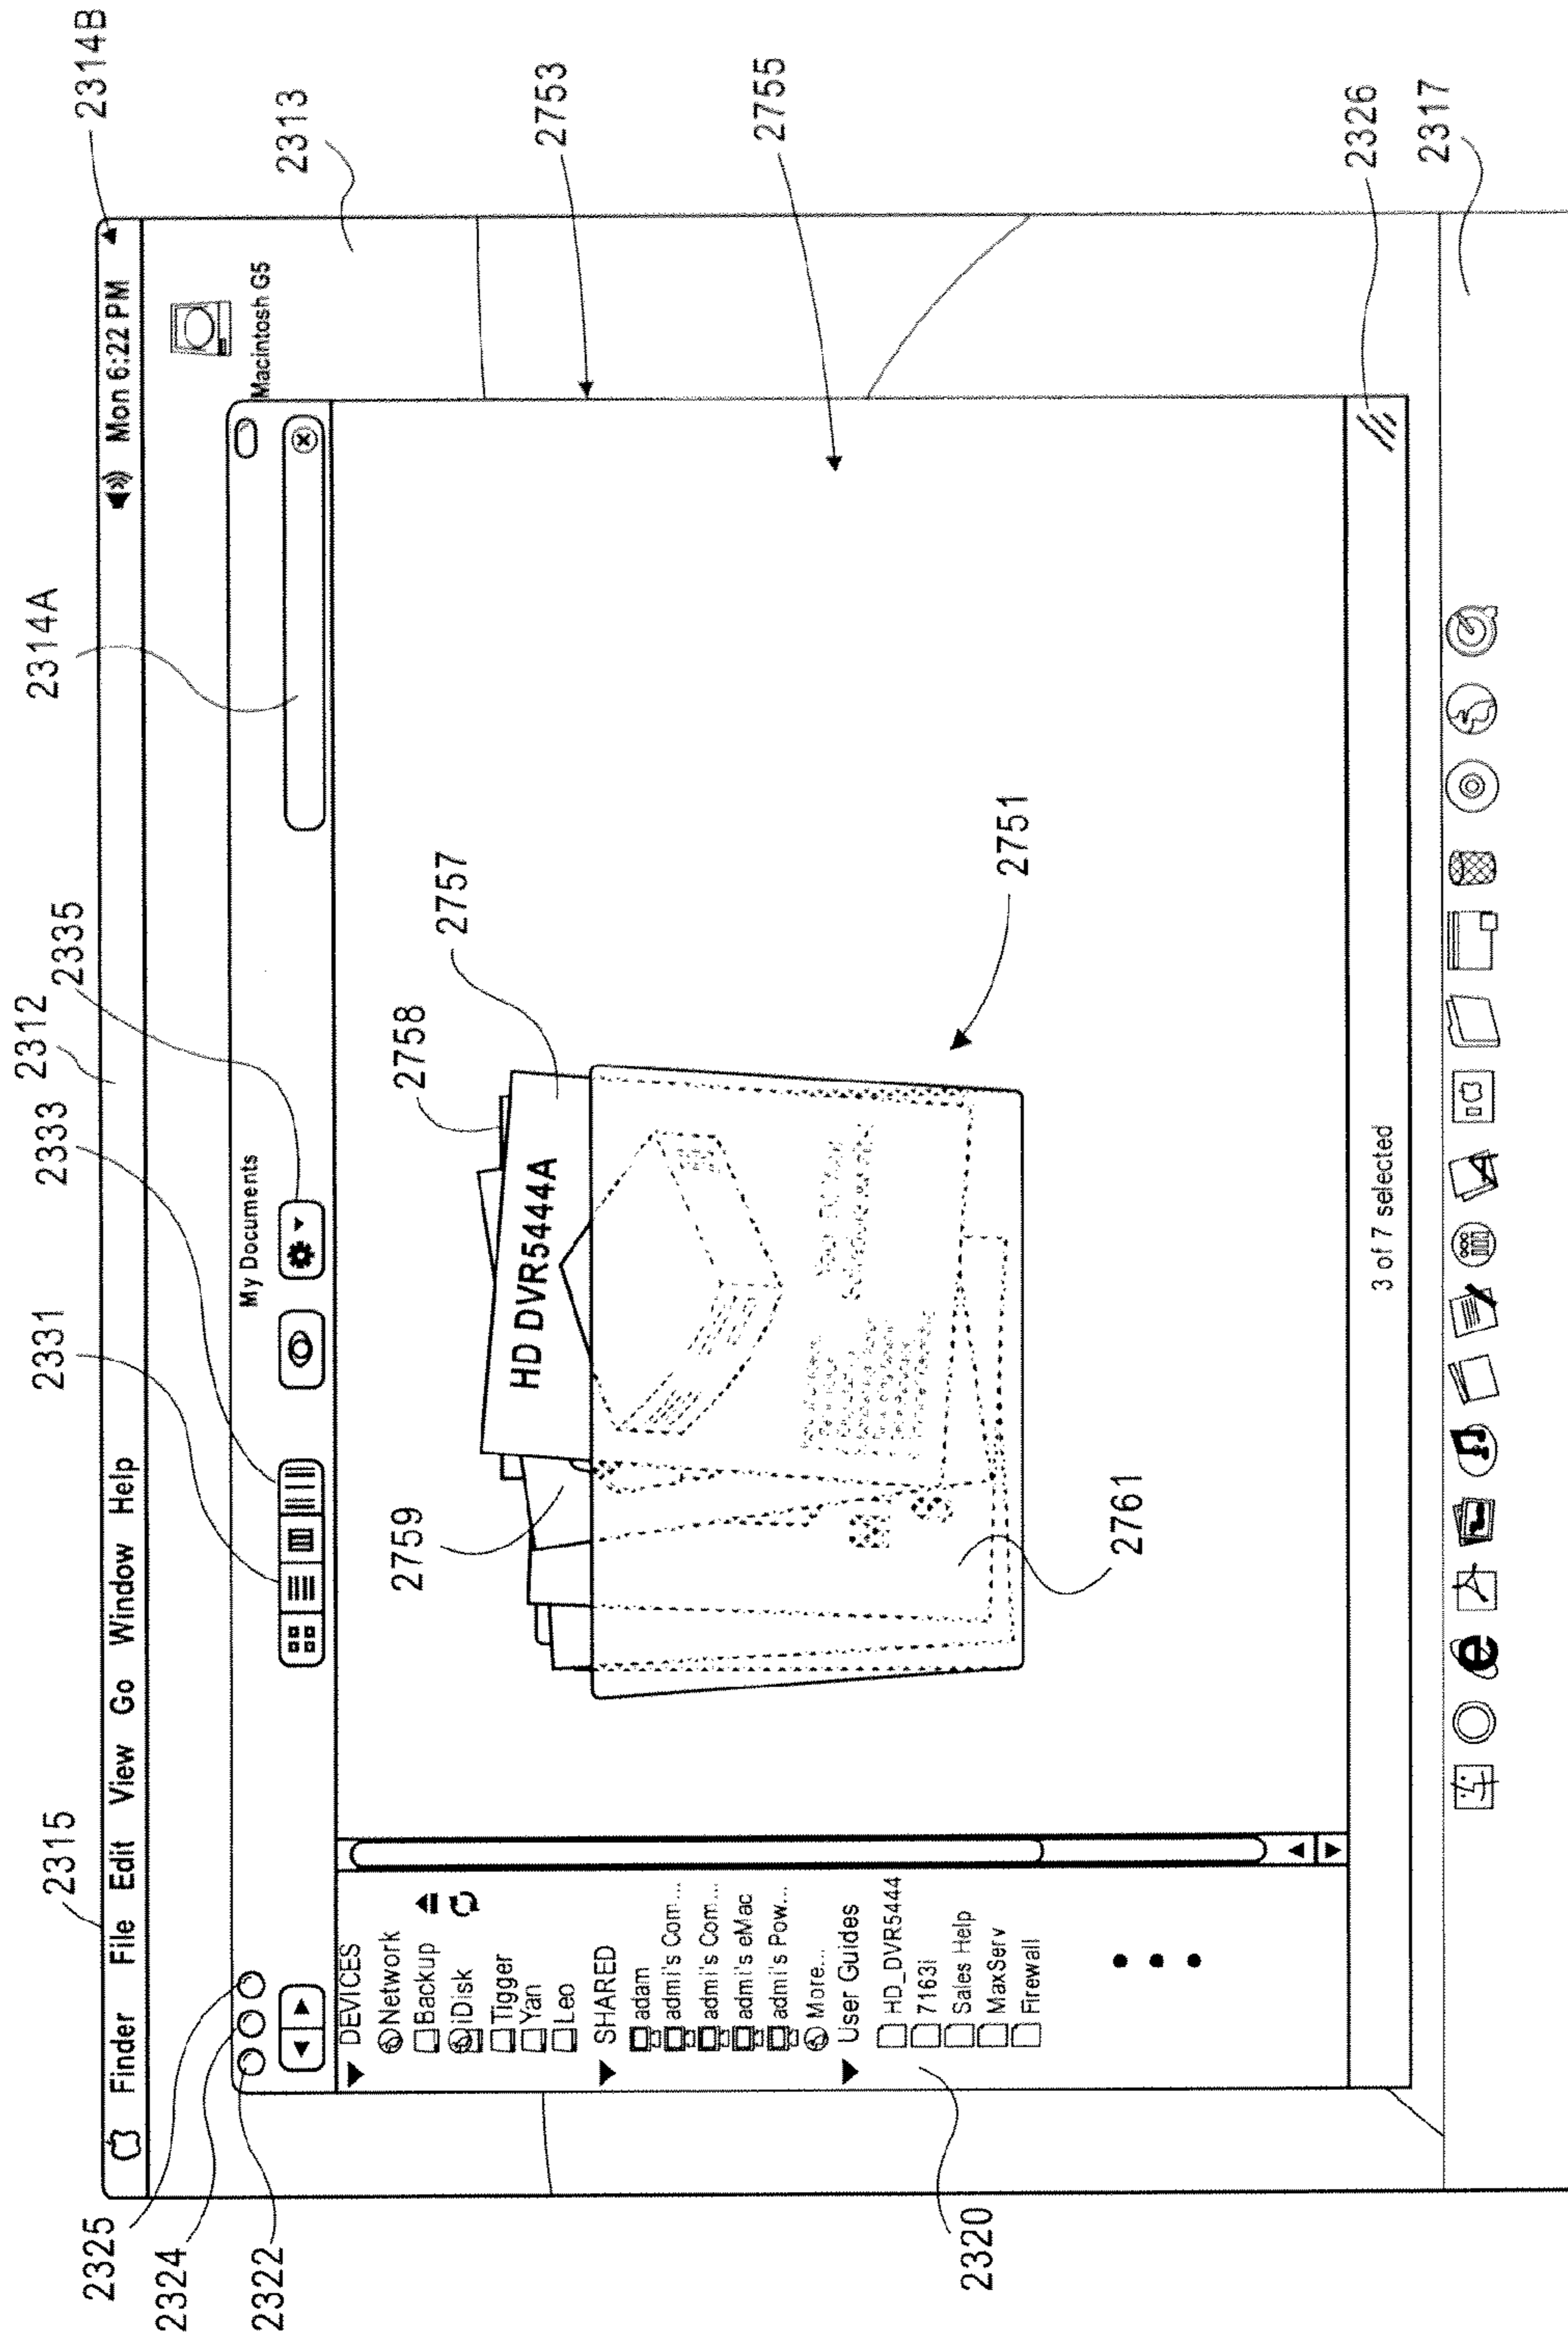 2315
2331
2333
2312
2335
2314A
2314B
Finder File Edit View Go Window Help
Mon 6:22 PM
2325
2324
2322
2313
Macintosh G5
My Documents
2753
2755
DEVICES
Network
Backup
iDisk
Tigger
Yan
Leo
SHARED
adam
admi's Com...
admi's Com...
admi's eMac
admi's Pow...
More...
User Guides
HD_DVR5444
7163i
Sales Help
MaxServ
Firewall
2320
2759
2758
2757
HD DVR5444A
2751
2761
3 of 7 selected
2326
2317